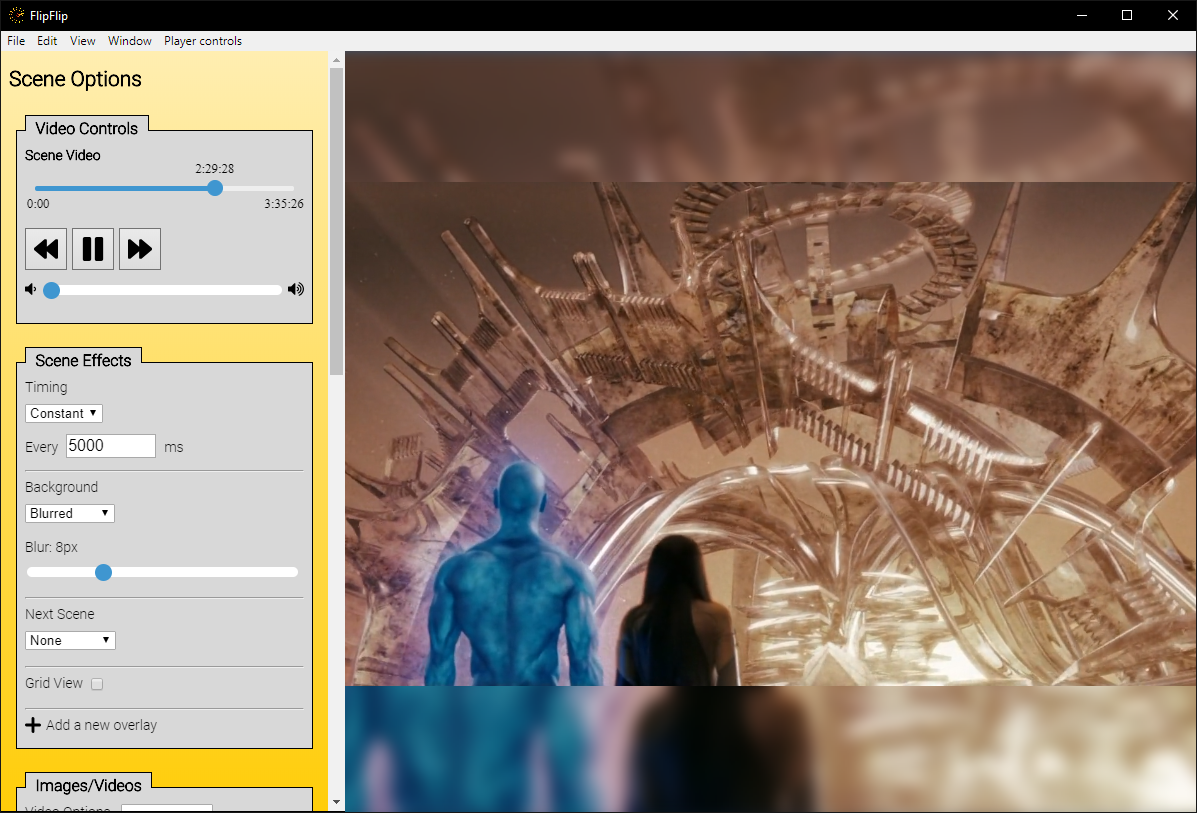 FlipFlip
File Edit View Window Player controls
Scene Options
Video Controls
Scene Video
2:29:28
0:00 3:35:26
Scene Effects
Timing
Constant
Every 5000 ms
Background
Blurred
Blur: 8px
Next Scene
None
Grid View
Add a new overlay
Images/Videos
Video Options